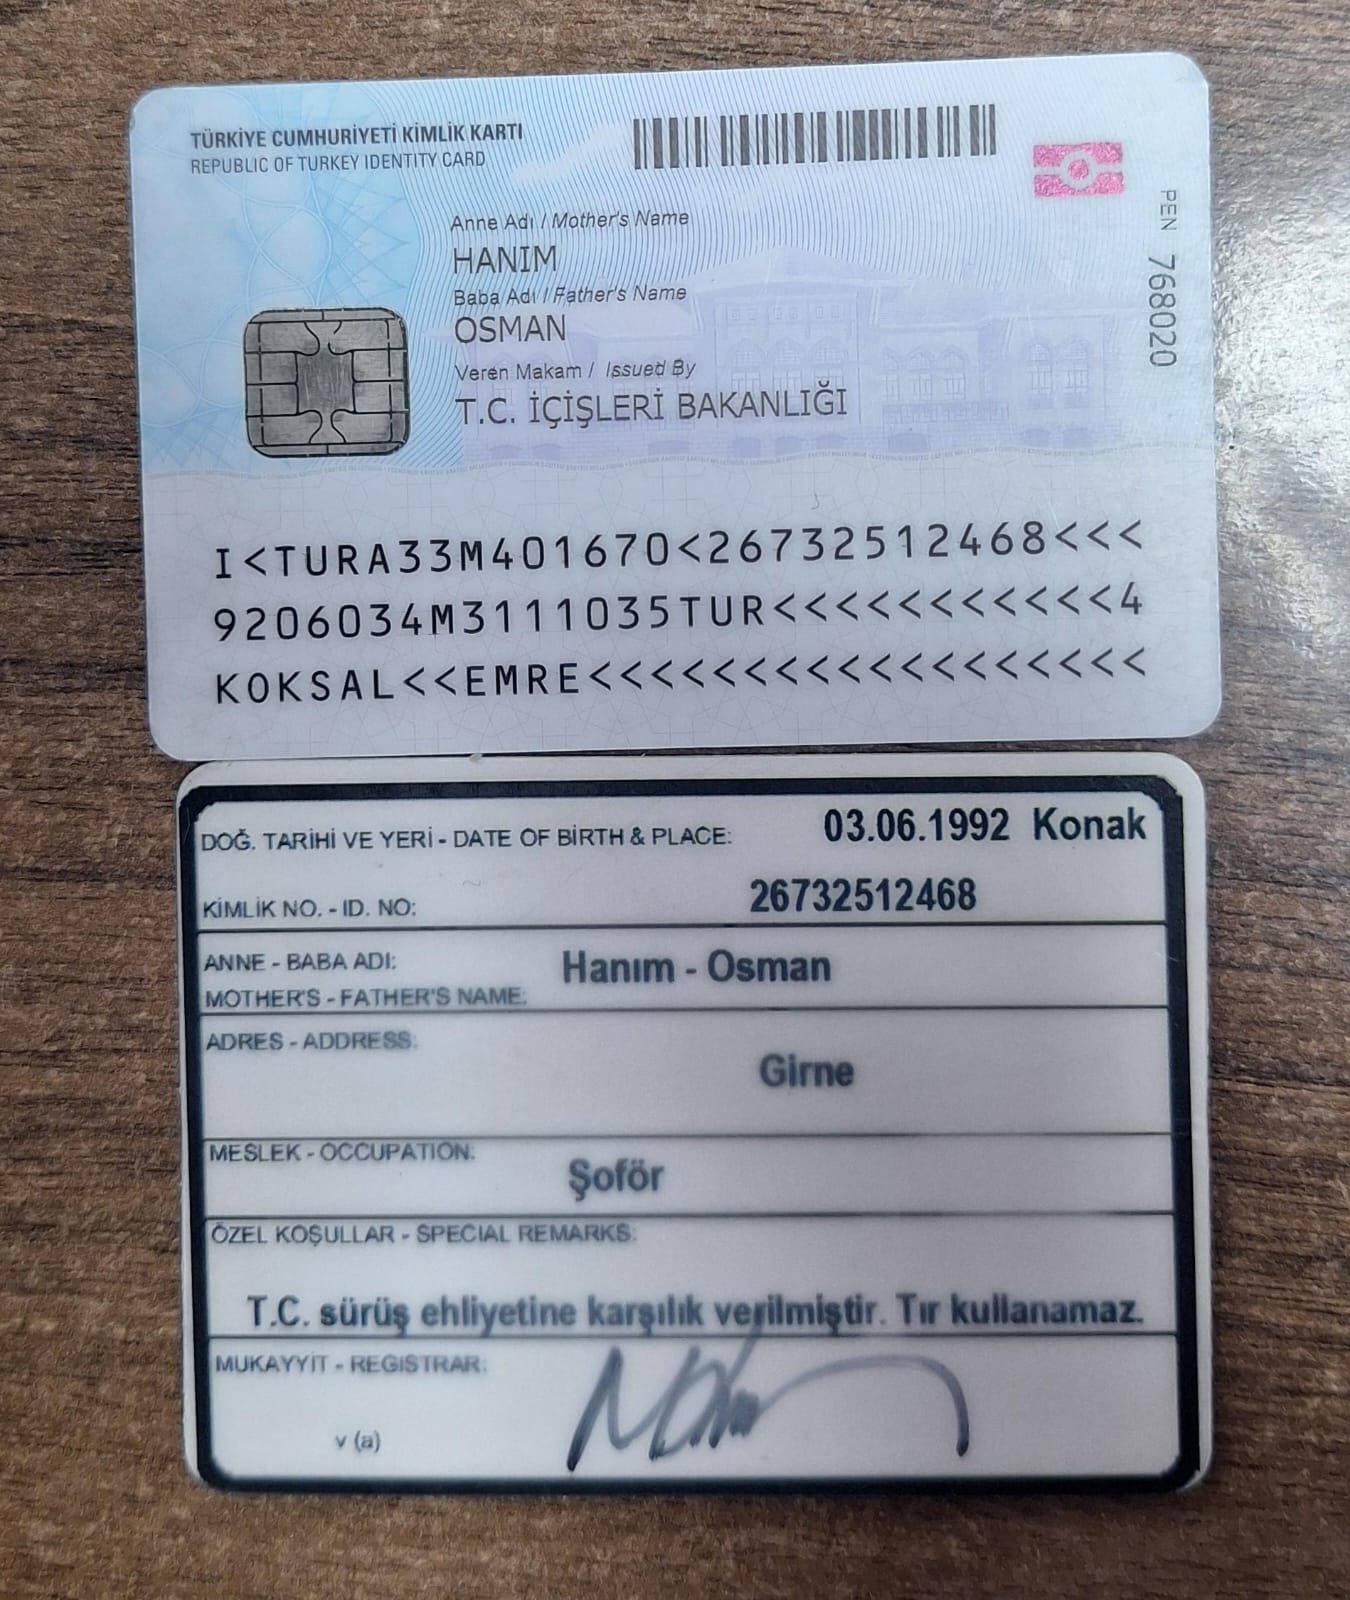 TÜRKİYE CUMHURİYETİ KİMLİK KARTI
REPUBLIC OF TURKEY IDENTITY CARD
Anne Adı / Mother's Name
HANIM
Baba Adı / Father's Name
OSMAN
Veren Makam / Issued By
T.C. İÇİŞLERİ BAKANLIĞI
PEN 768020
I<TURA33M401670<26732512468<<<
9206034M3111035TUR<<<<<<<<<<<4
KOKSAL<<EMRE<<<<<<<<<<<<<<<<<<
DOĞ. TARİHİ VE YERİ - DATE OF BIRTH & PLACE: 03.06.1992 Konak
KİMLİK NO. - ID. NO: 26732512468
ANNE - BABA ADI: Hanım - Osman
MOTHER'S - FATHER'S NAME:
ADRES - ADDRESS:
Girne
MESLEK - OCCUPATION:
Şoför
ÖZEL KOŞULLAR - SPECIAL REMARKS:
T.C. sürüş ehliyetine karşılık verilmiştir. Tır kullanamaz.
MUKAYYİT - REGISTRAR:
v (a)